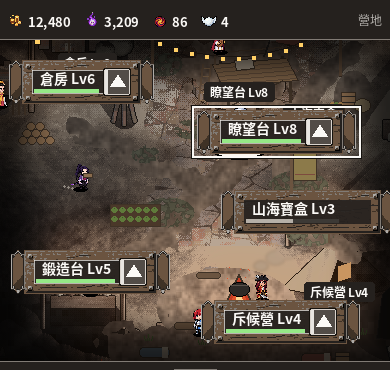 12,480 3,209 86 4 營地
倉房 Lv6
瞭望台 Lv8
瞭望台 Lv8
山海寶盒 Lv3
鍛造台 Lv5
斥候營 Lv4
斥候營 Lv4